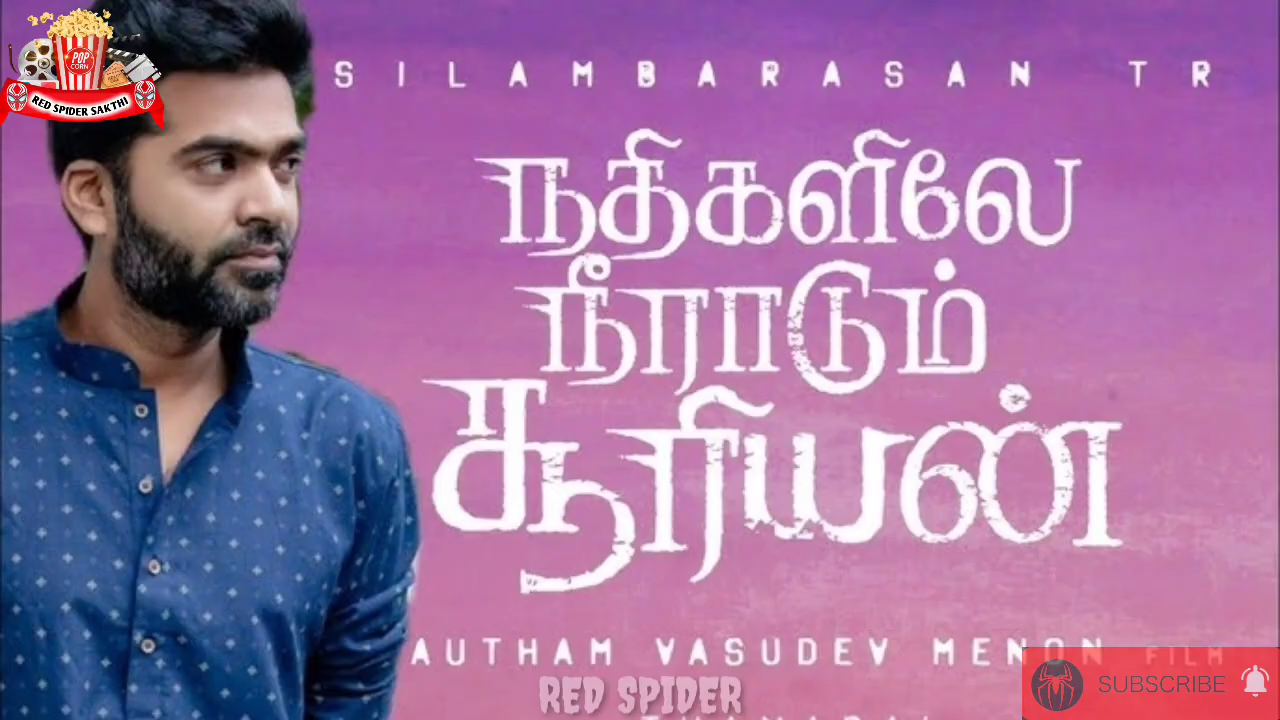 POP
CORN
RED SPIDER SAKTHI
SILAMBARASAN TR
நதிகளிலே
நீராடும்
சூரியன்
AUTHAM VASUDEV MENON FILM
SUBSCRIBE
RED SPIDER